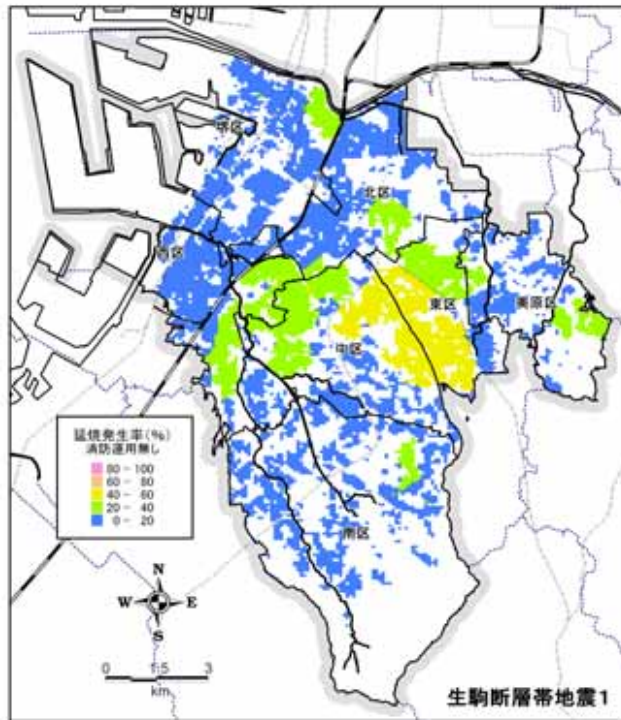 堺区
北区
西区
東区
美原区
中区
延焼発生率(%)
消防運用無し
80 - 100
60 - 80
40 - 60
20 - 40
0 - 20
南区
N
W E
S
0 1.5 3
km
生駒断層帯地震1